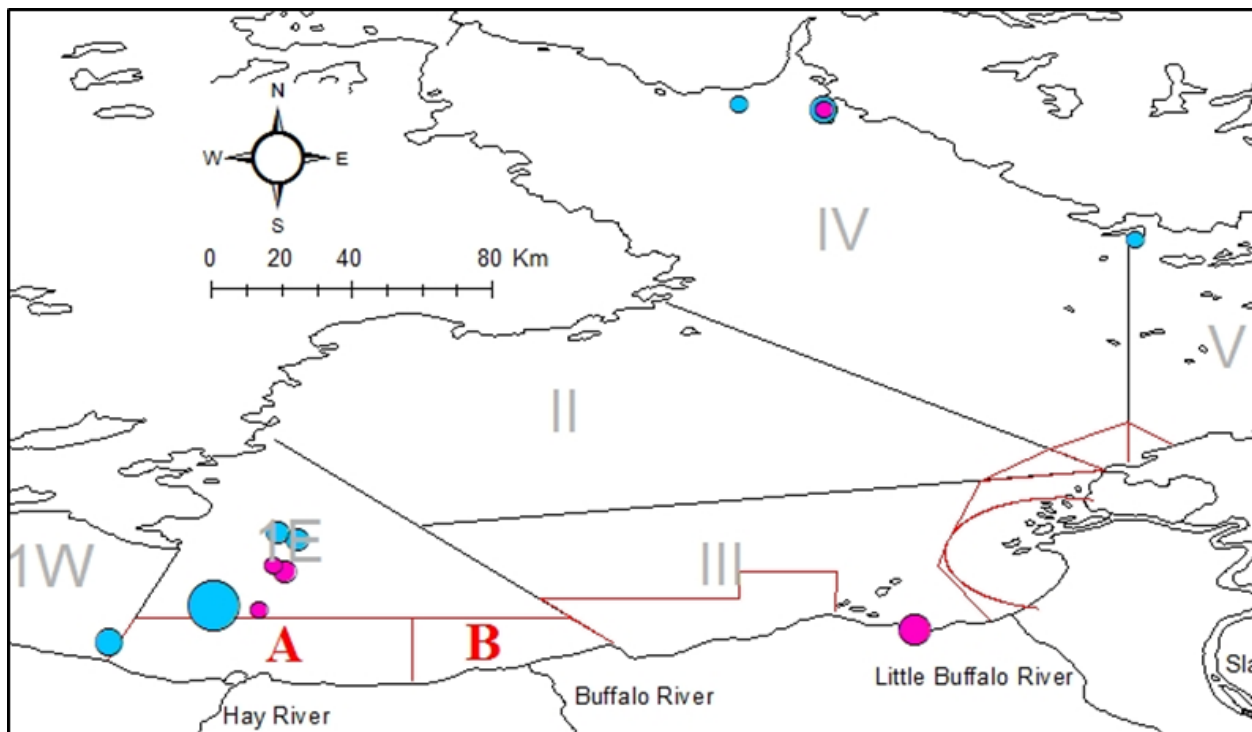 N
W E
S
0 20 40 80 Km
IV
V
II
1E
1W
III
A
B
Hay River
Buffalo River
Little Buffalo River
Sla